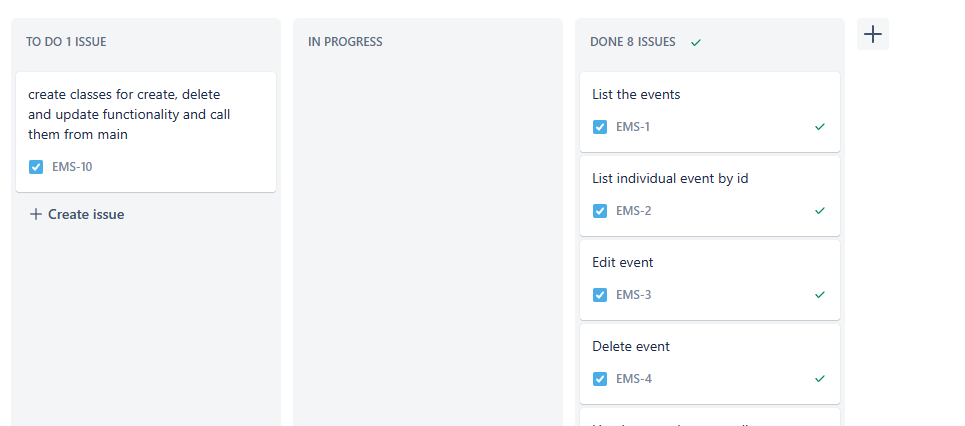 TO DO 1 ISSUE
create classes for create, delete
and update functionality and call
them from main
EMS-10
Create issue
IN PROGRESS
DONE 8 ISSUES
List the events
EMS-1
List individual event by id
EMS-2
Edit event
EMS-3
Delete event
EMS-4